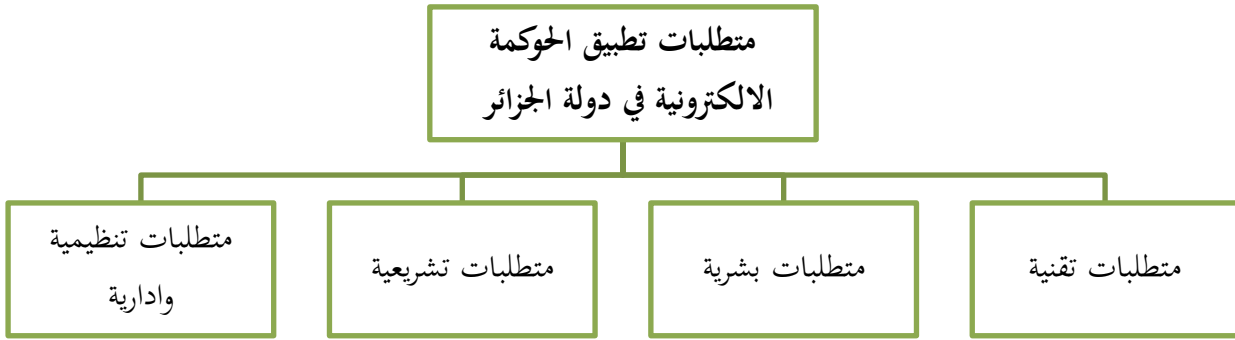 متطلبات تطبيق الحوكمة
الالكترونية في دولة الجزائر
متطلبات تقنية
متطلبات بشرية
متطلبات تشريعية
متطلبات تنظيمية
وادارية